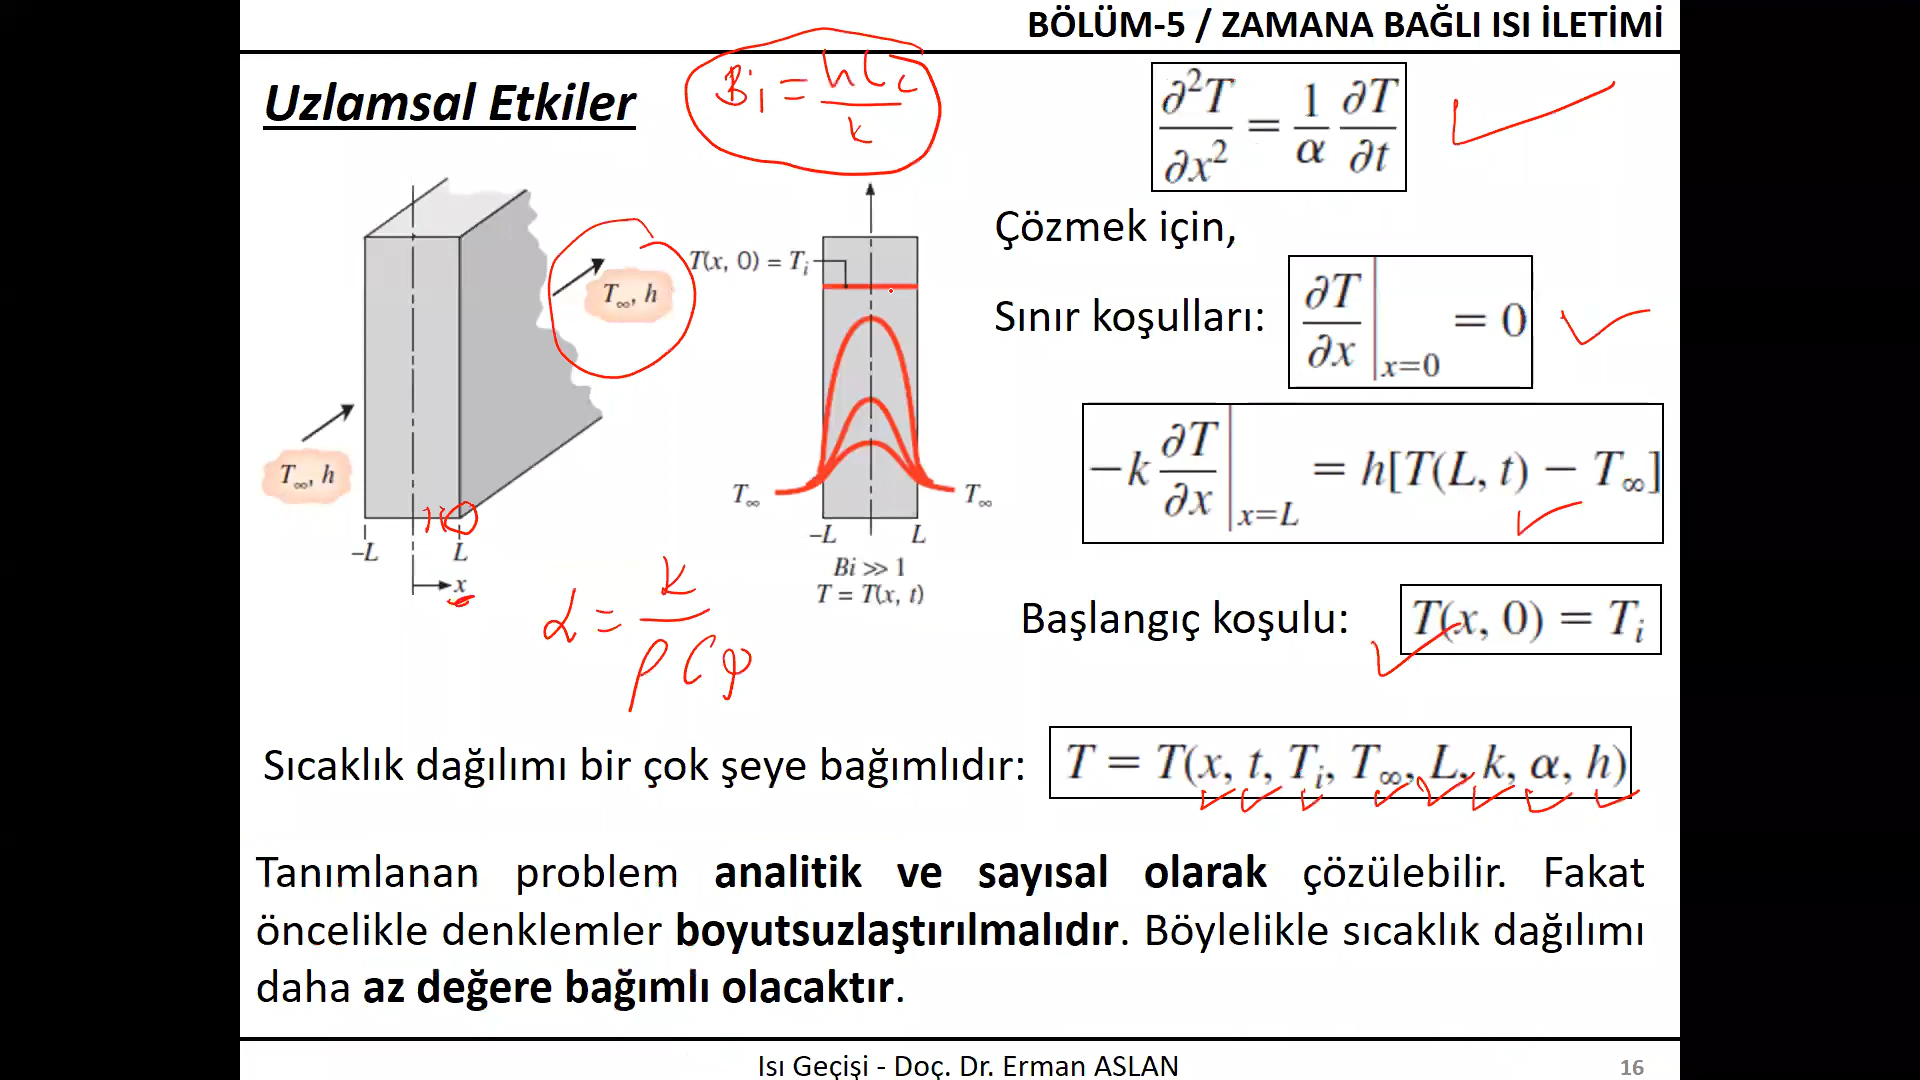 BÖLÜM-5 / ZAMANA BAĞLI ISI İLETİMİ
Uzlamsal Etkiler
Bi = hLc / k
∂²T/∂x² = 1/α ∂T/∂t
Çözmek için,
T(x, 0) = Ti
T∞, h
Sınır koşulları: ∂T/∂x |x=0 = 0
−k ∂T/∂x |x=L = h[T(L, t) − T∞]
T∞, h
T∞ T∞
−L L
x
−L L
Bi ≫ 1
T = T(x, t)
α = k / ρ Cp
Başlangıç koşulu: T(x, 0) = Ti
Sıcaklık dağılımı bir çok şeye bağımlıdır: T = T(x, t, Ti, T∞, L, k, α, h)
Tanımlanan problem analitik ve sayısal olarak çözülebilir. Fakat
öncelikle denklemler boyutsuzlaştırılmalıdır. Böylelikle sıcaklık dağılımı
daha az değere bağımlı olacaktır.
Isı Geçişi - Doç. Dr. Erman ASLAN
16